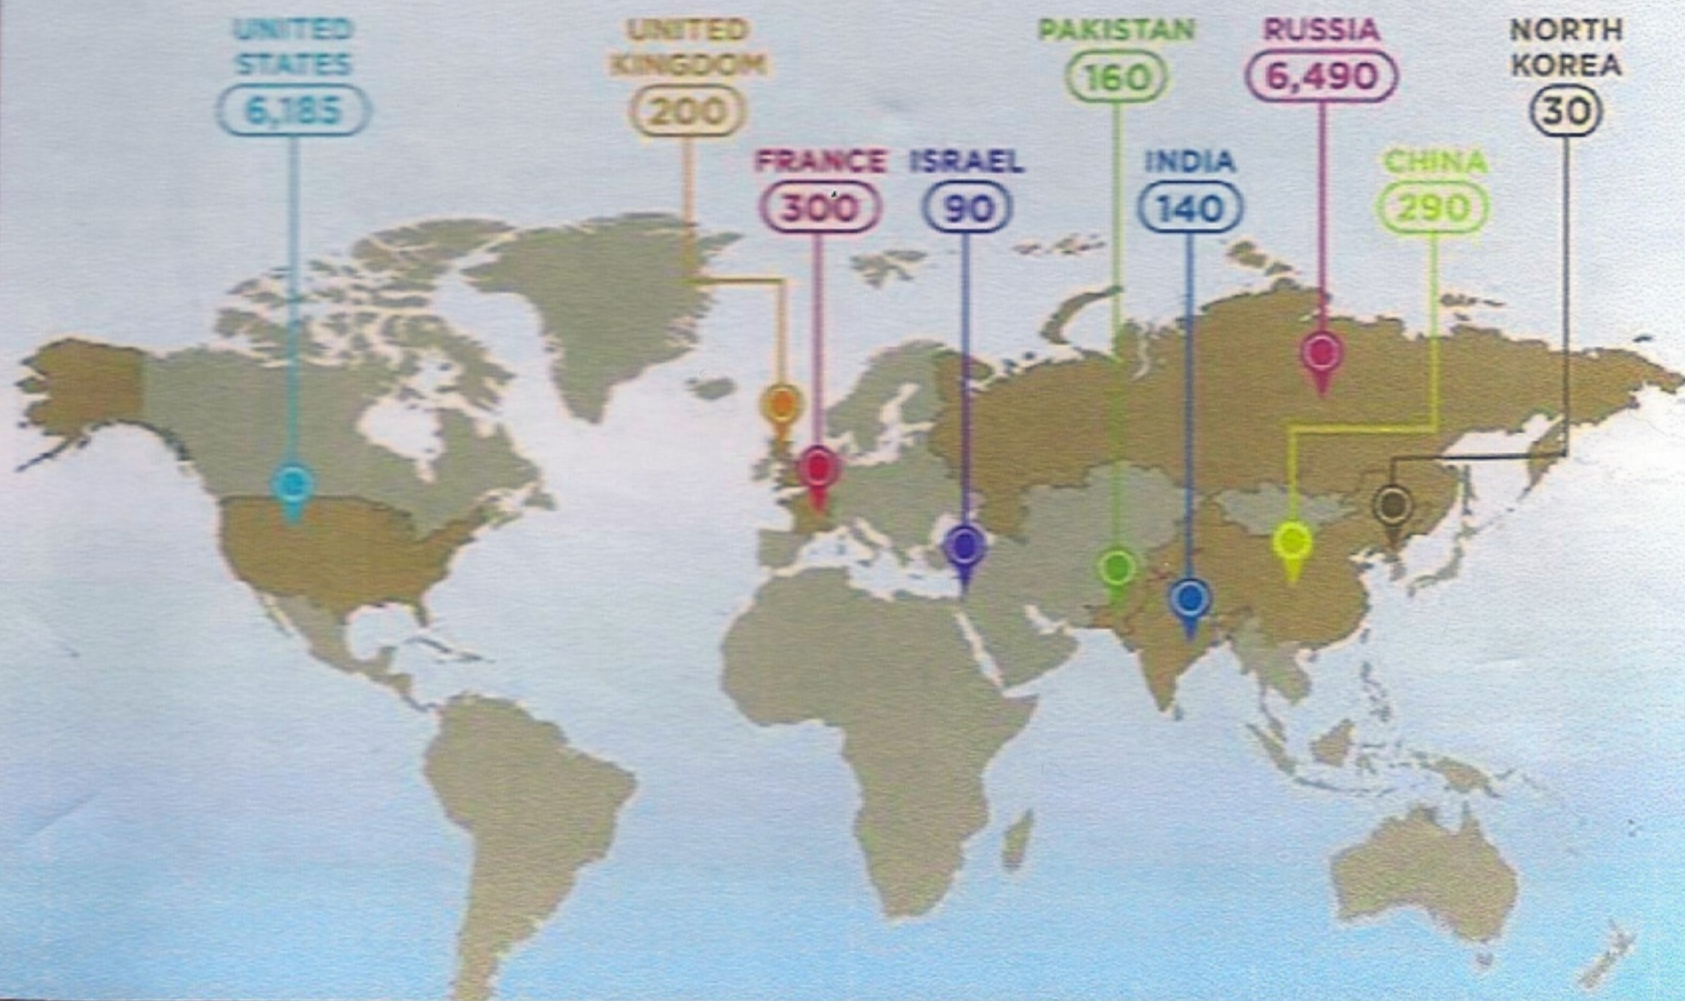 UNITED
STATES
6,185
UNITED
KINGDOM
200
FRANCE
300
ISRAEL
90
PAKISTAN
160
INDIA
140
RUSSIA
6,490
CHINA
290
NORTH
KOREA
30